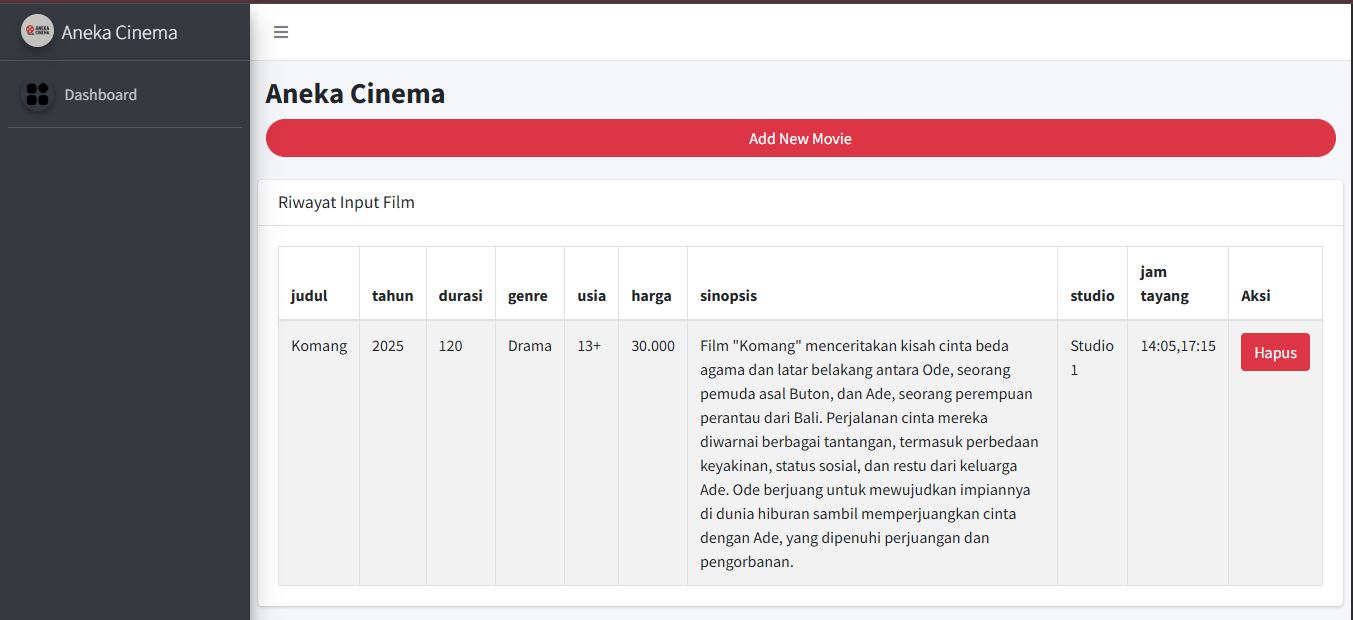 ANEKA
CINEMA
Aneka Cinema
Dashboard
Aneka Cinema
Add New Movie
Riwayat Input Film
judul tahun durasi genre usia harga sinopsis studio jam tayang Aksi
Komang 2025 120 Drama 13+ 30.000
Film "Komang" menceritakan kisah cinta beda
agama dan latar belakang antara Ode, seorang
pemuda asal Buton, dan Ade, seorang perempuan
perantau dari Bali. Perjalanan cinta mereka
diwarnai berbagai tantangan, termasuk perbedaan
keyakinan, status sosial, dan restu dari keluarga
Ade. Ode berjuang untuk mewujudkan impiannya
di dunia hiburan sambil memperjuangkan cinta
dengan Ade, yang dipenuhi perjuangan dan
pengorbanan.
Studio
1
14:05,17:15
Hapus